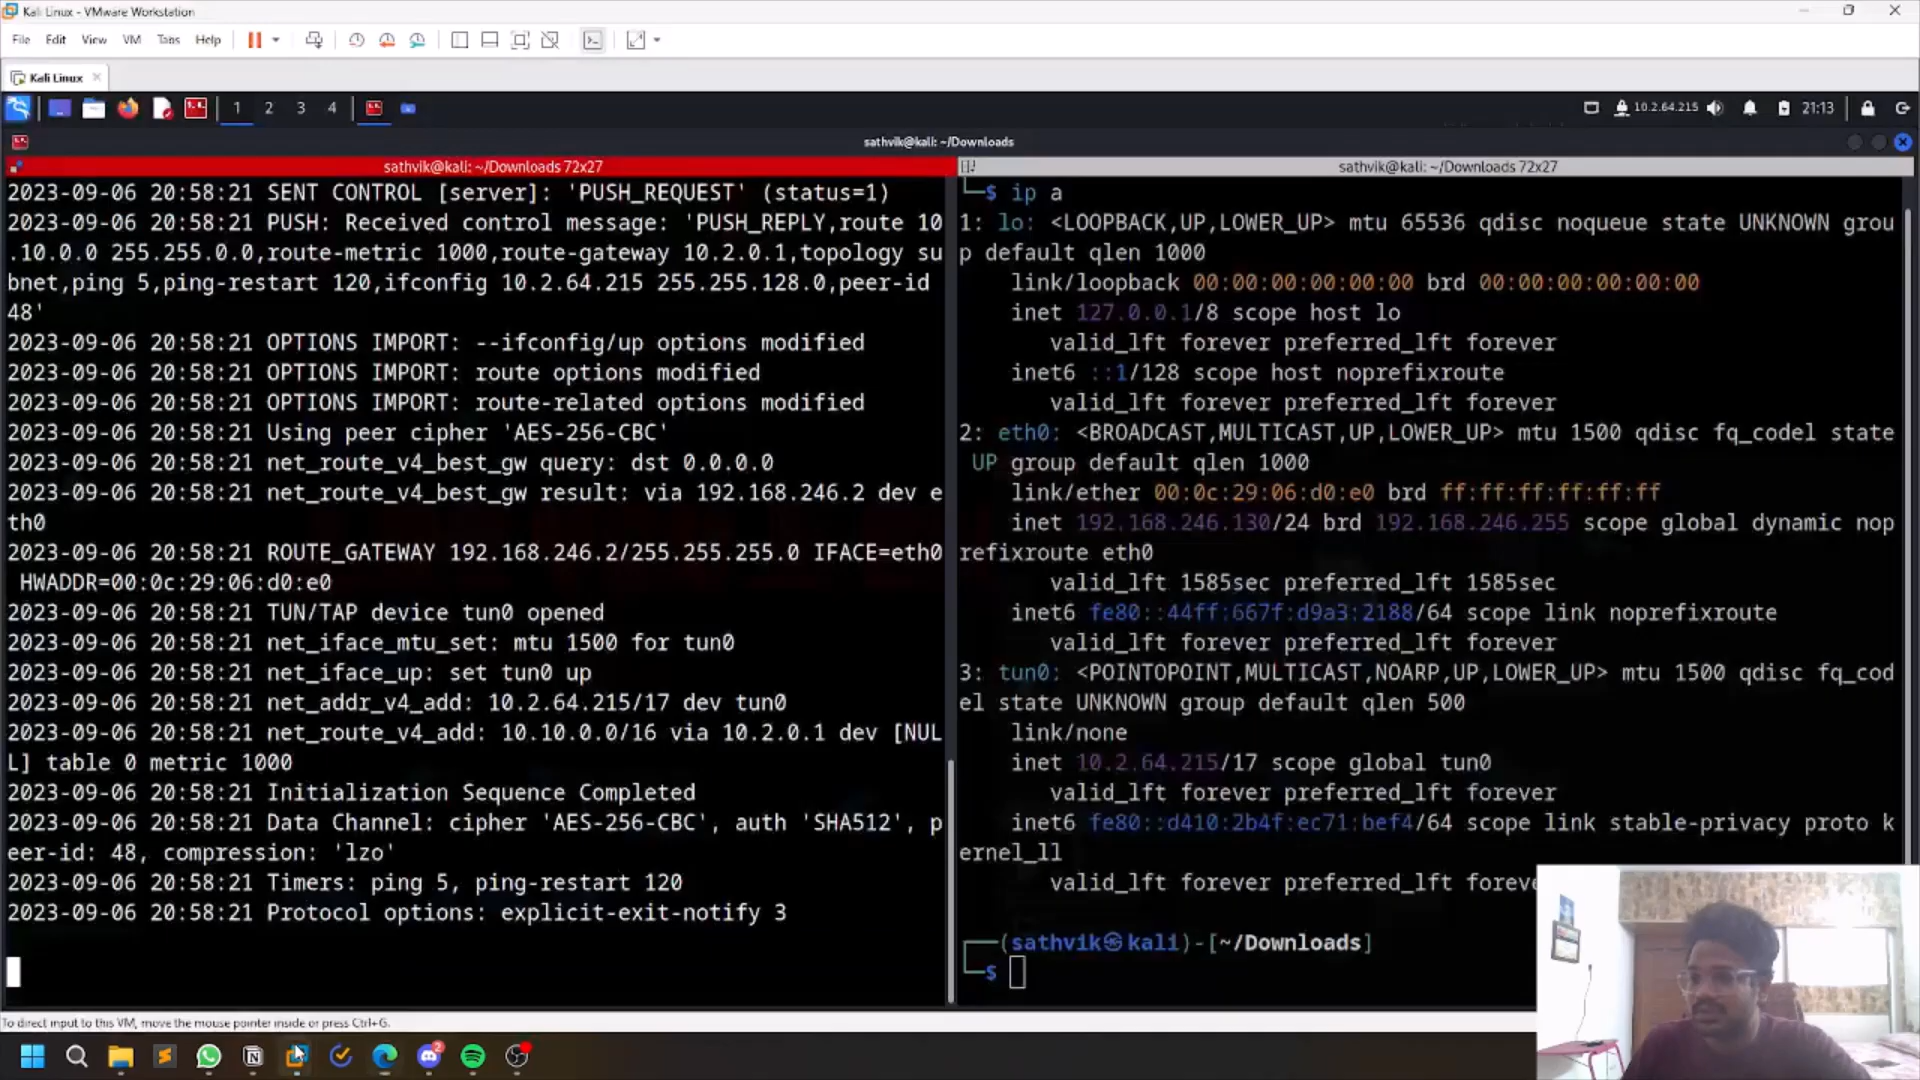 Kali Linux - VMware Workstation
File Edit View VM Tabs Help
Kali Linux
1 2 3 4
10.2.64.215 21:13
sathvik@kali: ~/Downloads
sathvik@kali: ~/Downloads 72x27
2023-09-06 20:58:21 SENT CONTROL [server]: 'PUSH_REQUEST' (status=1)
2023-09-06 20:58:21 PUSH: Received control message: 'PUSH_REPLY,route 10
.10.0.0 255.255.0.0,route-metric 1000,route-gateway 10.2.0.1,topology su
bnet,ping 5,ping-restart 120,ifconfig 10.2.64.215 255.255.128.0,peer-id
48'
2023-09-06 20:58:21 OPTIONS IMPORT: --ifconfig/up options modified
2023-09-06 20:58:21 OPTIONS IMPORT: route options modified
2023-09-06 20:58:21 OPTIONS IMPORT: route-related options modified
2023-09-06 20:58:21 Using peer cipher 'AES-256-CBC'
2023-09-06 20:58:21 net_route_v4_best_gw query: dst 0.0.0.0
2023-09-06 20:58:21 net_route_v4_best_gw result: via 192.168.246.2 dev e
th0
2023-09-06 20:58:21 ROUTE_GATEWAY 192.168.246.2/255.255.255.0 IFACE=eth0
HWADDR=00:0c:29:06:d0:e0
2023-09-06 20:58:21 TUN/TAP device tun0 opened
2023-09-06 20:58:21 net_iface_mtu_set: mtu 1500 for tun0
2023-09-06 20:58:21 net_iface_up: set tun0 up
2023-09-06 20:58:21 net_addr_v4_add: 10.2.64.215/17 dev tun0
2023-09-06 20:58:21 net_route_v4_add: 10.10.0.0/16 via 10.2.0.1 dev [NUL
L] table 0 metric 1000
2023-09-06 20:58:21 Initialization Sequence Completed
2023-09-06 20:58:21 Data Channel: cipher 'AES-256-CBC', auth 'SHA512', p
eer-id: 48, compression: 'lzo'
2023-09-06 20:58:21 Timers: ping 5, ping-restart 120
2023-09-06 20:58:21 Protocol options: explicit-exit-notify 3
sathvik@kali: ~/Downloads 72x27
└─$ ip a
1: lo: <LOOPBACK,UP,LOWER_UP> mtu 65536 qdisc noqueue state UNKNOWN grou
p default qlen 1000
link/loopback 00:00:00:00:00:00 brd 00:00:00:00:00:00
inet 127.0.0.1/8 scope host lo
valid_lft forever preferred_lft forever
inet6 ::1/128 scope host noprefixroute
valid_lft forever preferred_lft forever
2: eth0: <BROADCAST,MULTICAST,UP,LOWER_UP> mtu 1500 qdisc fq_codel state
UP group default qlen 1000
link/ether 00:0c:29:06:d0:e0 brd ff:ff:ff:ff:ff:ff
inet 192.168.246.130/24 brd 192.168.246.255 scope global dynamic nop
refixroute eth0
valid_lft 1585sec preferred_lft 1585sec
inet6 fe80::44ff:667f:d9a3:2188/64 scope link noprefixroute
valid_lft forever preferred_lft forever
3: tun0: <POINTOPOINT,MULTICAST,NOARP,UP,LOWER_UP> mtu 1500 qdisc fq_cod
el state UNKNOWN group default qlen 500
link/none
inet 10.2.64.215/17 scope global tun0
valid_lft forever preferred_lft forever
inet6 fe80::d410:2b4f:ec71:bef4/64 scope link stable-privacy proto k
ernel_ll
valid_lft forever preferred_lft foreve
┌──(sathvik㉿kali)-[~/Downloads]
└─$
To direct input to this VM, move the mouse pointer inside or press Ctrl+G.
2